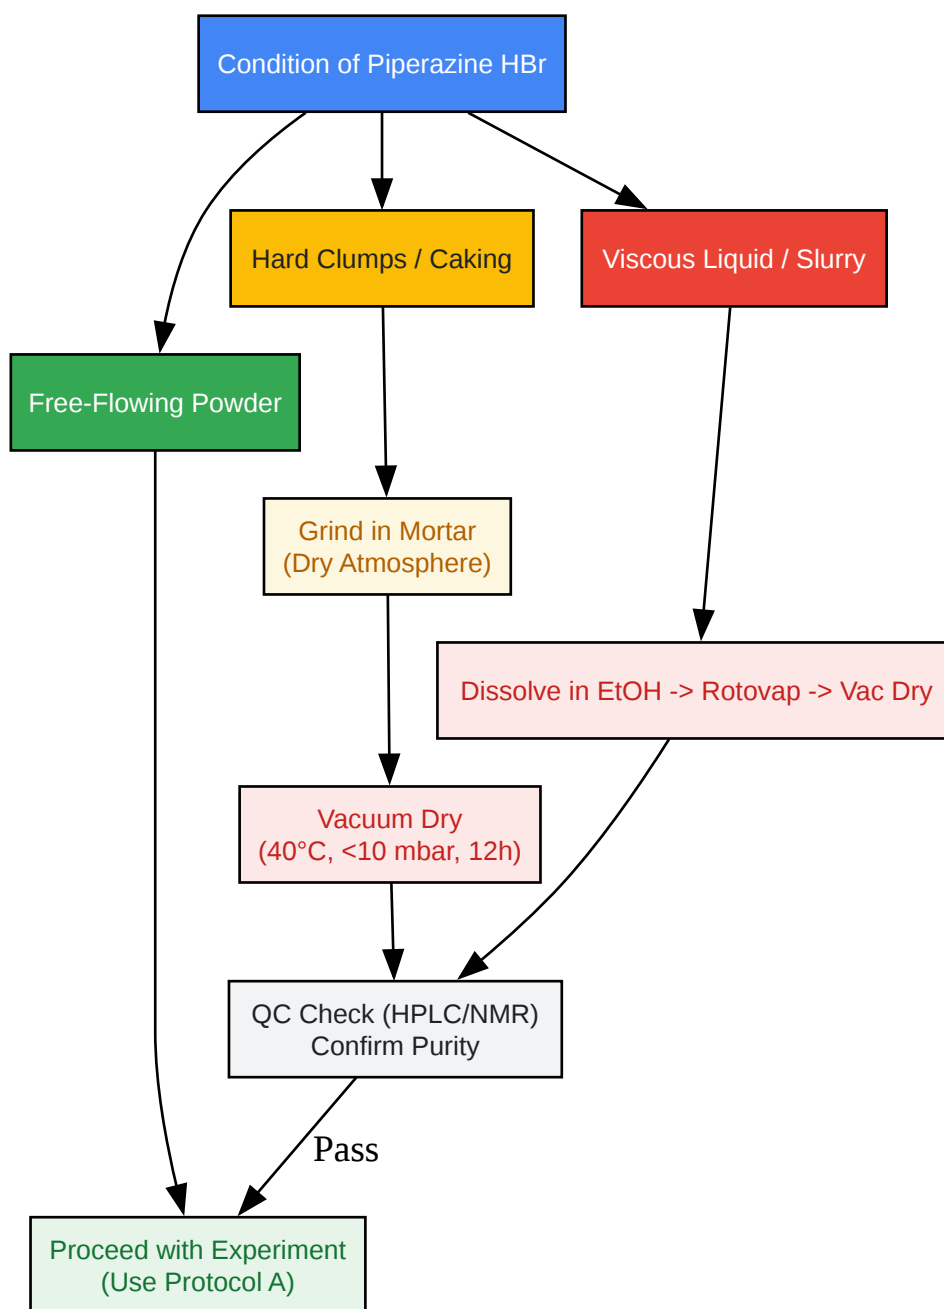 Condition of Piperazine HBr
Hard Clumps / Caking
Viscous Liquid / Slurry
Free-Flowing Powder
Grind in Mortar
(Dry Atmosphere)
Dissolve in EtOH -> Rotovap -> Vac Dry
Vacuum Dry
(40°C, <10 mbar, 12h)
QC Check (HPLC/NMR)
Confirm Purity
Pass
Proceed with Experiment
(Use Protocol A)